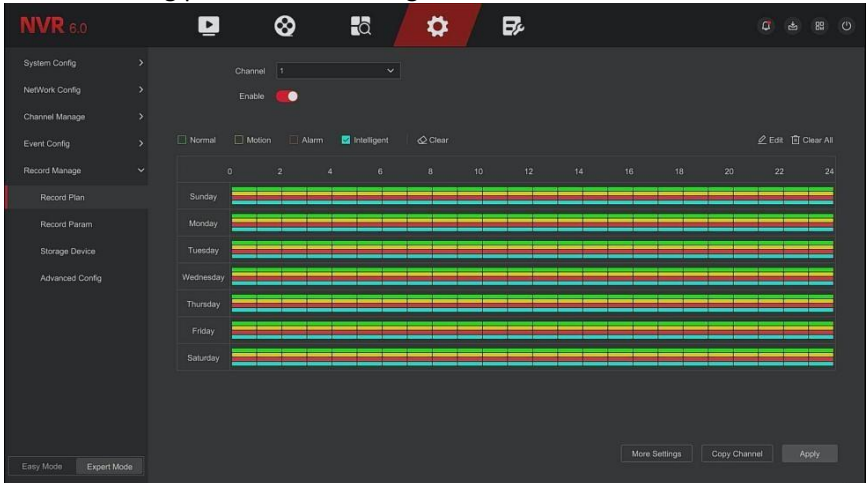 NVR 6.0
System Config
NetWork Config
Channel Manage
Event Config
Record Manage
Record Plan
Record Param
Storage Device
Advanced Config
Easy Mode Expert Mode
Channel 1
Enable
Normal Motion Alarm Intelligent Clear Edit Clear All
0 2 4 6 8 10 12 14 16 18 20 22 24
Sunday
Monday
Tuesday
Wednesday
Thursday
Friday
Saturday
More Settings Copy Channel Apply